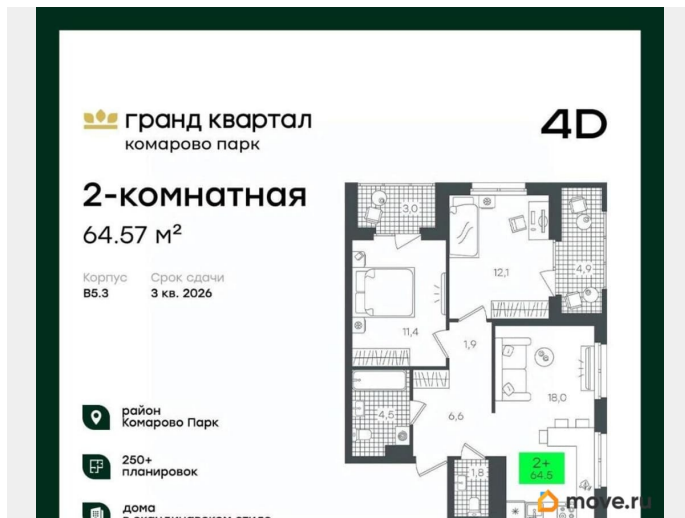 гранд квартал
комарово парк
4D
2-комнатная
64.57 м²
Корпус
Срок сдачи
В5.3
3 кв. 2026
3,0
12,1
4,9
11,4
1,9
18,0
4,5
6,6
1,8
2+
64.5
район
Комарово Парк
250+
планировок
дома
move.ru